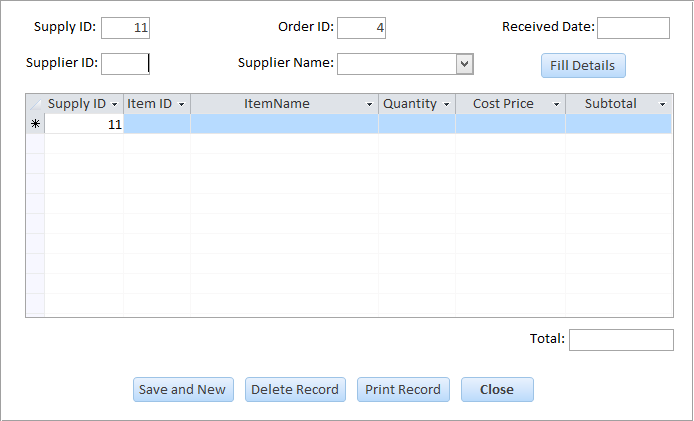 Supply ID: 11 Order ID: 4 Received Date:
Supplier ID: Supplier Name: Fill Details
Supply ID Item ID ItemName Quantity Cost Price Subtotal
11
Total:
Save and New Delete Record Print Record Close